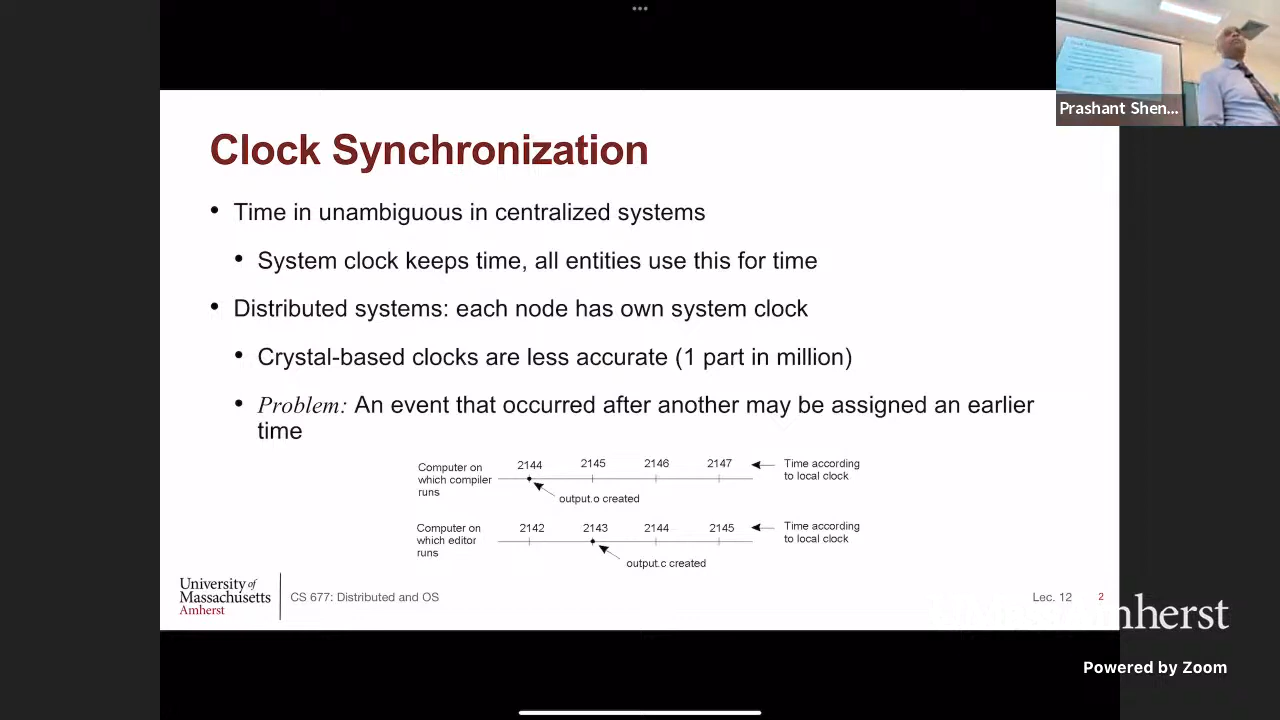 Prashant Shen...
Clock Synchronization
• Time in unambiguous in centralized systems
• System clock keeps time, all entities use this for time
• Distributed systems: each node has own system clock
• Crystal-based clocks are less accurate (1 part in million)
• Problem: An event that occurred after another may be assigned an earlier
time
Computer on
which compiler
runs
2144 2145 2146 2147
Time according
to local clock
output.o created
Computer on
which editor
runs
2142 2143 2144 2145
Time according
to local clock
output.c created
University of
Massachusetts
Amherst
CS 677: Distributed and OS
Lec. 12 2
Powered by Zoom